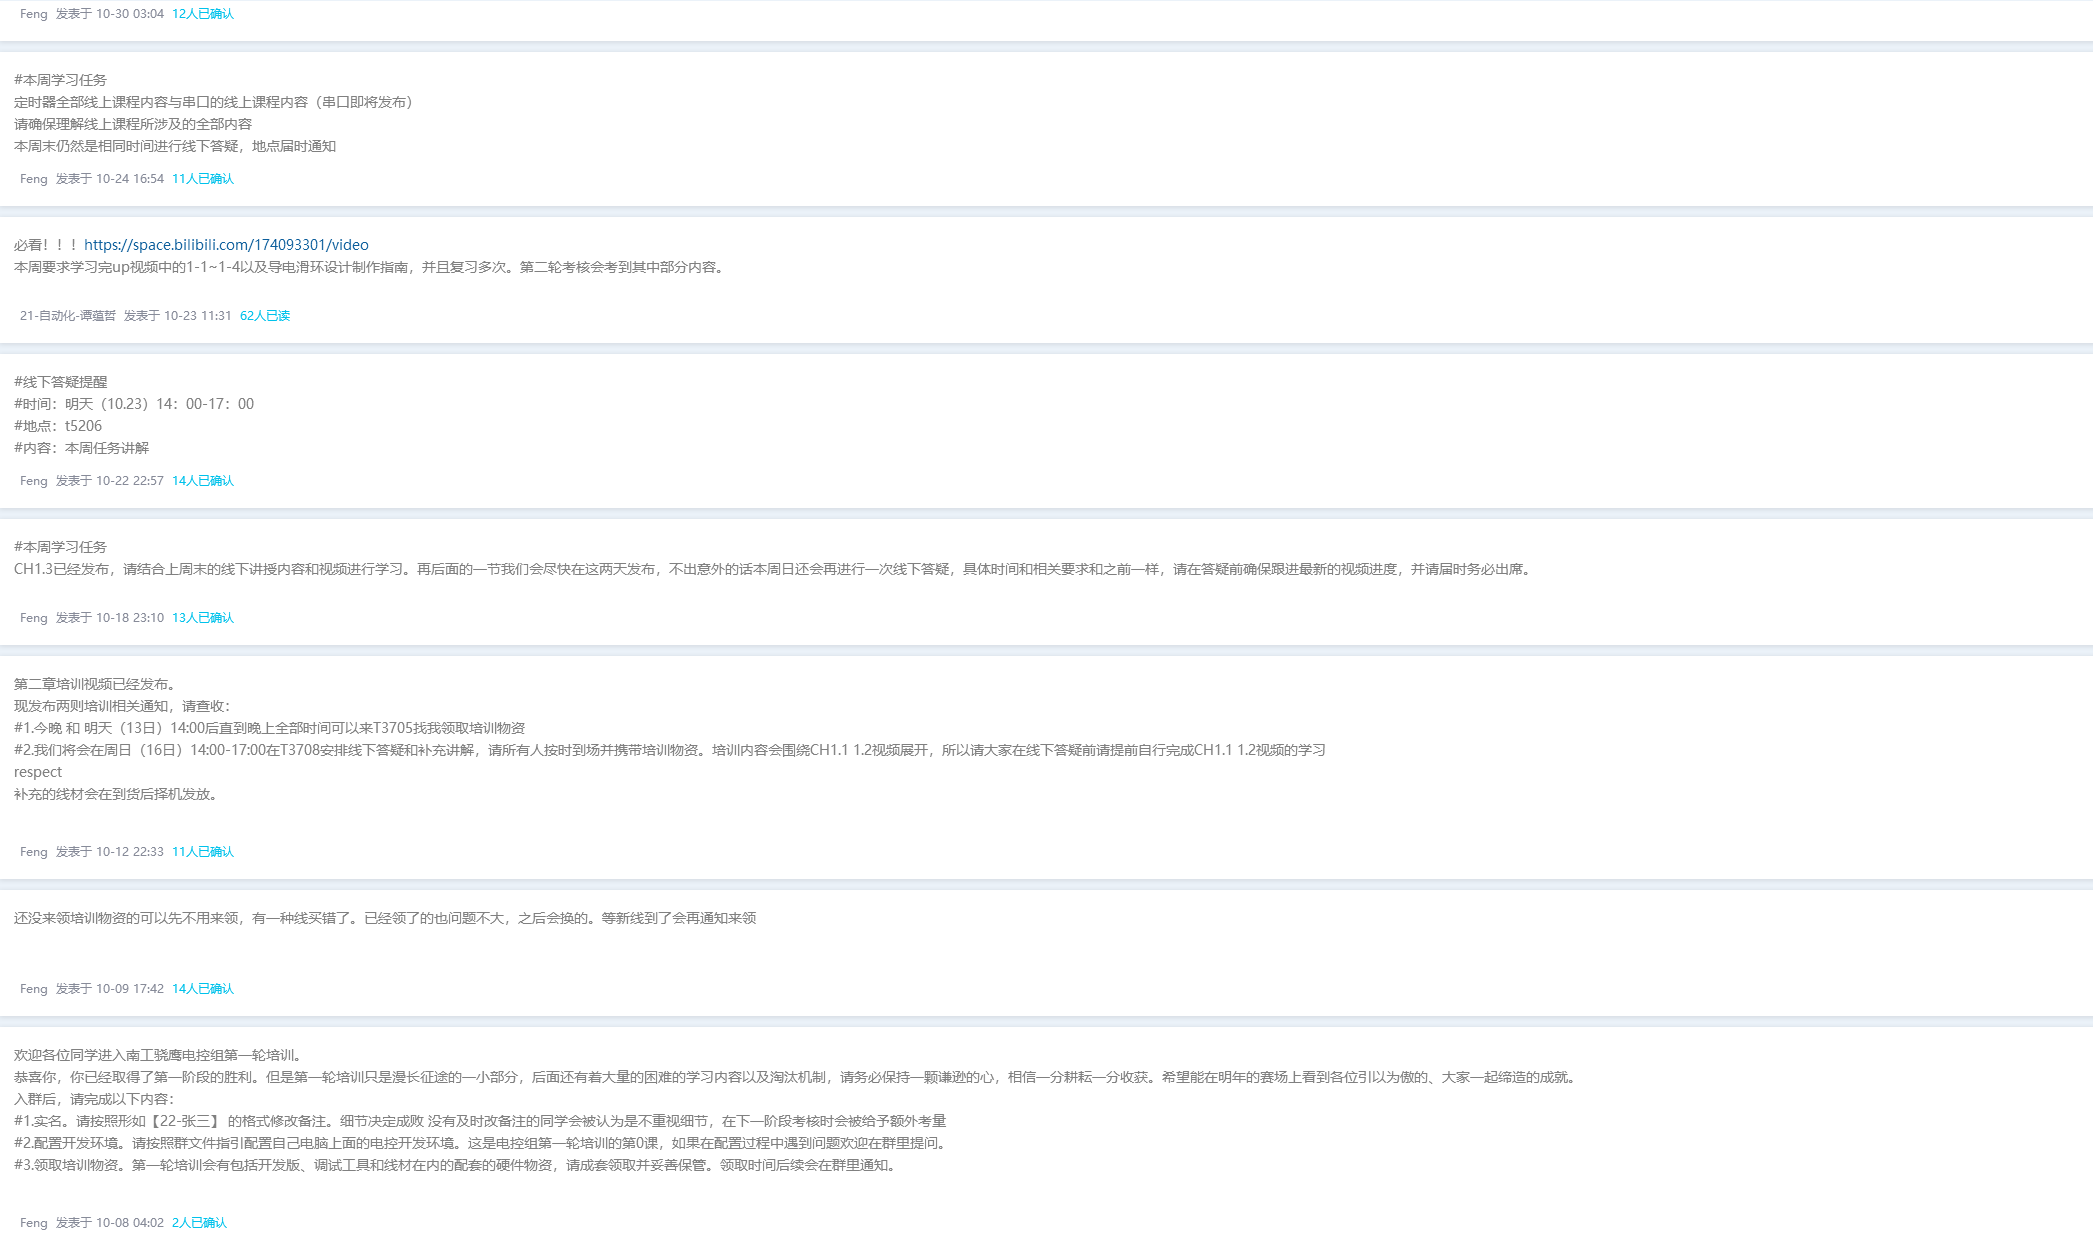 Feng 发表于 10-30 03:04 12人已确认
#本周学习任务
定时器全部线上课程内容与串口的线上课程内容（串口即将发布）
请确保理解线上课程所涉及的全部内容
本周末仍然是相同时间进行线下答疑，地点届时通知
Feng 发表于 10-24 16:54 11人已确认
必看！！！https://space.bilibili.com/174093301/video
本周要求学习完up视频中的1-1~1-4以及导电滑环设计制作指南，并且复习多次。第二轮考核会考到其中部分内容。
21-自动化-谭蕴哲 发表于 10-23 11:31 62人已读
#线下答疑提醒
#时间：明天（10.23）14：00-17：00
#地点：t5206
#内容：本周任务讲解
Feng 发表于 10-22 22:57 14人已确认
#本周学习任务
CH1.3已经发布，请结合上周末的线下讲授内容和视频进行学习。再后面的一节我们会尽快在这两天发布，不出意外的话本周日还会再进行一次线下答疑，具体时间和相关要求和之前一样，请在答疑前确保跟进最新的视频进度，并请届时务必出席。
Feng 发表于 10-18 23:10 13人已确认
第二章培训视频已经发布。
现发布两则培训相关通知，请查收：
#1.今晚 和 明天（13日）14:00后直到晚上全部时间可以来T3705找我领取培训物资
#2.我们将会在周日（16日）14:00-17:00在T3708安排线下答疑和补充讲解，请所有人按时到场并携带培训物资。培训内容会围绕CH1.1 1.2视频展开，所以请大家在线下答疑前请提前自行完成CH1.1 1.2视频的学习
respect
补充的线材会在到货后择机发放。
Feng 发表于 10-12 22:33 11人已确认
还没来领培训物资的可以先不用来领，有一种线买错了。已经领了的也问题不大，之后会换的。等新线到了会再通知来领
Feng 发表于 10-09 17:42 14人已确认
欢迎各位同学进入南工骁鹰电控组第一轮培训。
恭喜你，你已经取得了第一阶段的胜利。但是第一轮培训只是漫长征途的一小部分，后面还有着大量的困难的学习内容以及淘汰机制，请务必保持一颗谦逊的心，相信一分耕耘一分收获。希望能在明年的赛场上看到各位引以为傲的、大家一起缔造的成就。
入群后，请完成以下内容：
#1.实名。请按照形如【22-张三】 的格式修改备注。细节决定成败 没有及时改备注的同学会被认为是不重视细节，在下一阶段考核时会被给予额外考量
#2.配置开发环境。请按照群文件指引配置自己电脑上面的电控开发环境。这是电控组第一轮培训的第0课，如果在配置过程中遇到问题欢迎在群里提问。
#3.领取培训物资。第一轮培训会有包括开发版、调试工具和线材在内的配套的硬件物资，请成套领取并妥善保管。领取时间后续会在群里通知。
Feng 发表于 10-08 04:02 2人已确认